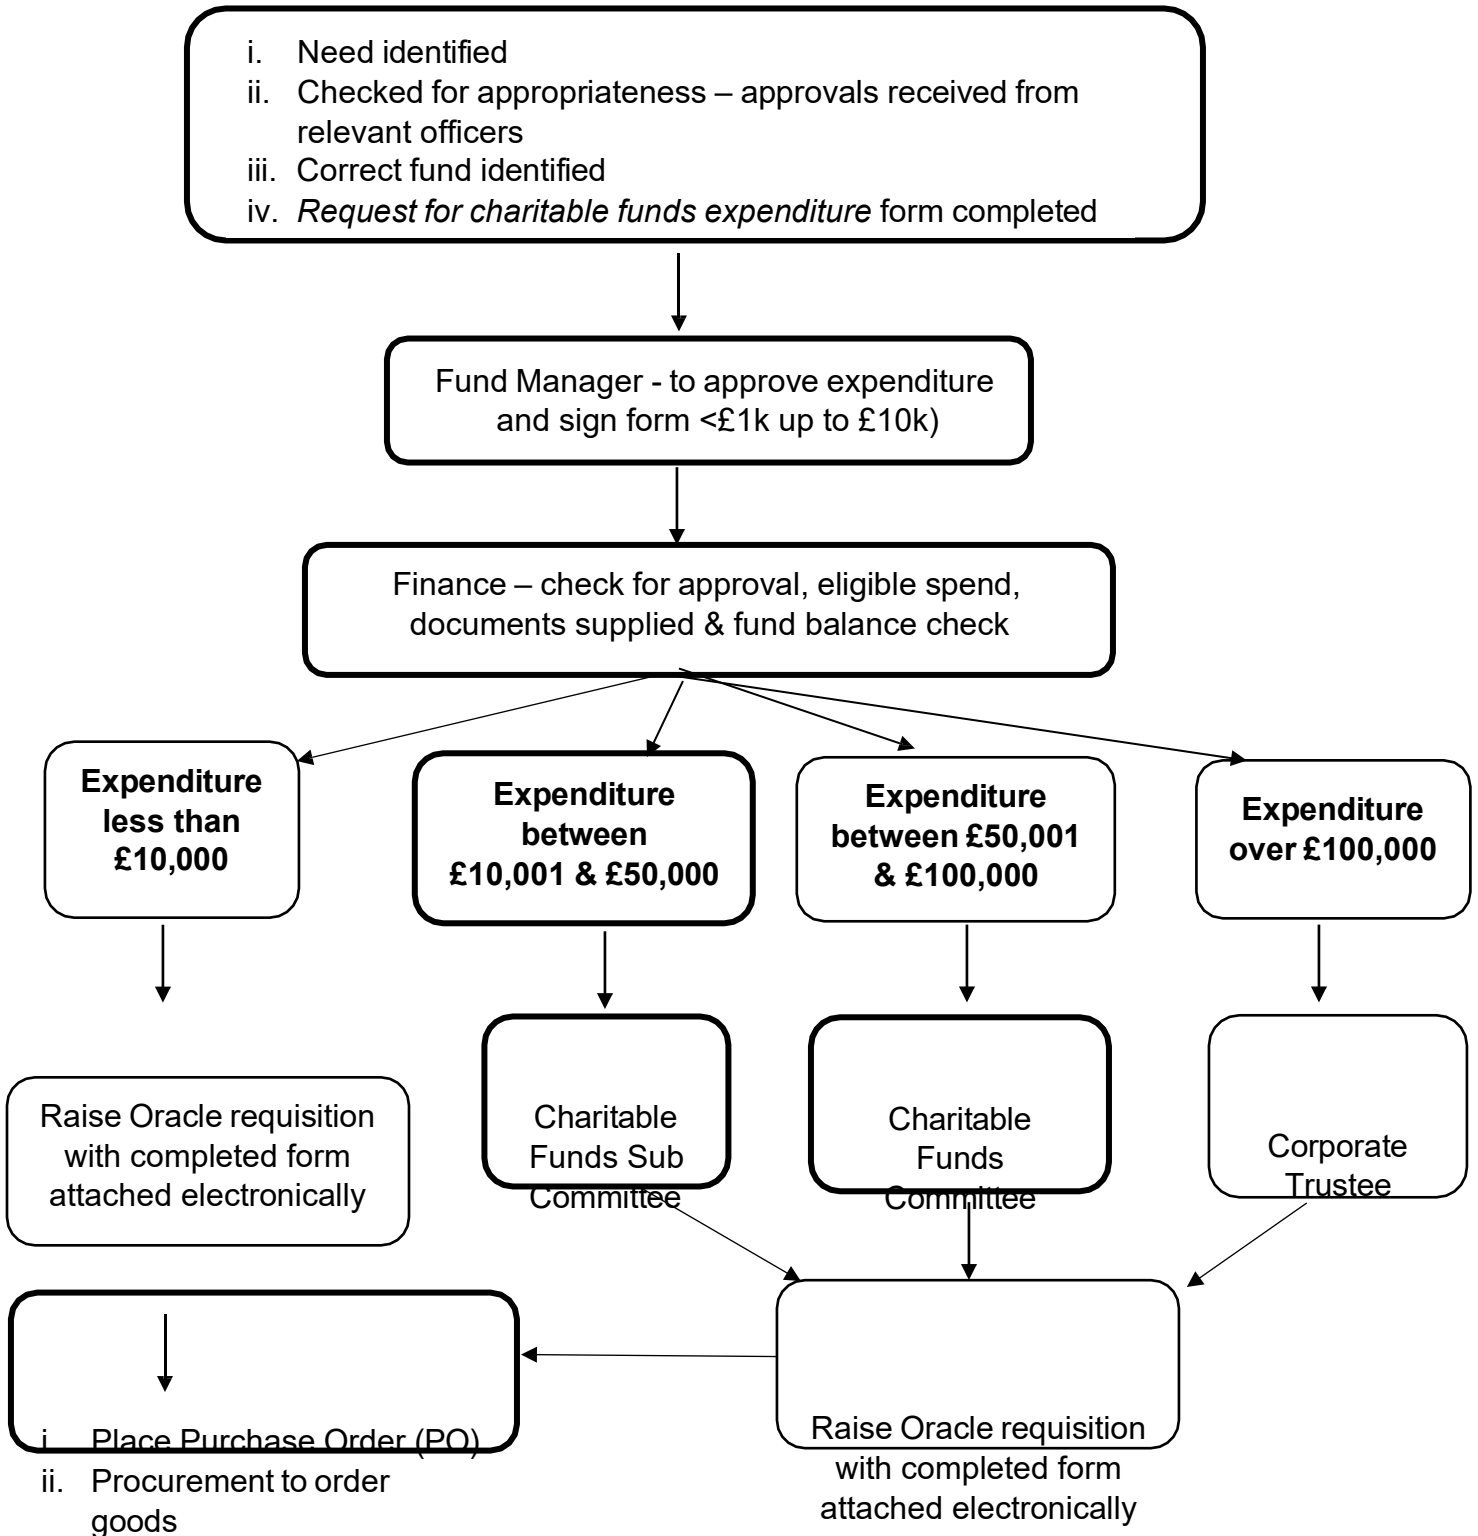 i. Need identified
ii. Checked for appropriateness – approvals received from
relevant officers
iii. Correct fund identified
iv. Request for charitable funds expenditure form completed
Fund Manager - to approve expenditure
and sign form <£1k up to £10k)
Finance – check for approval, eligible spend,
documents supplied & fund balance check
Expenditure
less than
£10,000
Expenditure
between
£10,001 & £50,000
Expenditure
between £50,001
& £100,000
Expenditure
over £100,000
Raise Oracle requisition
with completed form
attached electronically
Charitable
Funds Sub
Committee
Charitable
Funds
Committee
Corporate
Trustee
i. Place Purchase Order (PO)
ii. Procurement to order
goods
Raise Oracle requisition
with completed form
attached electronically